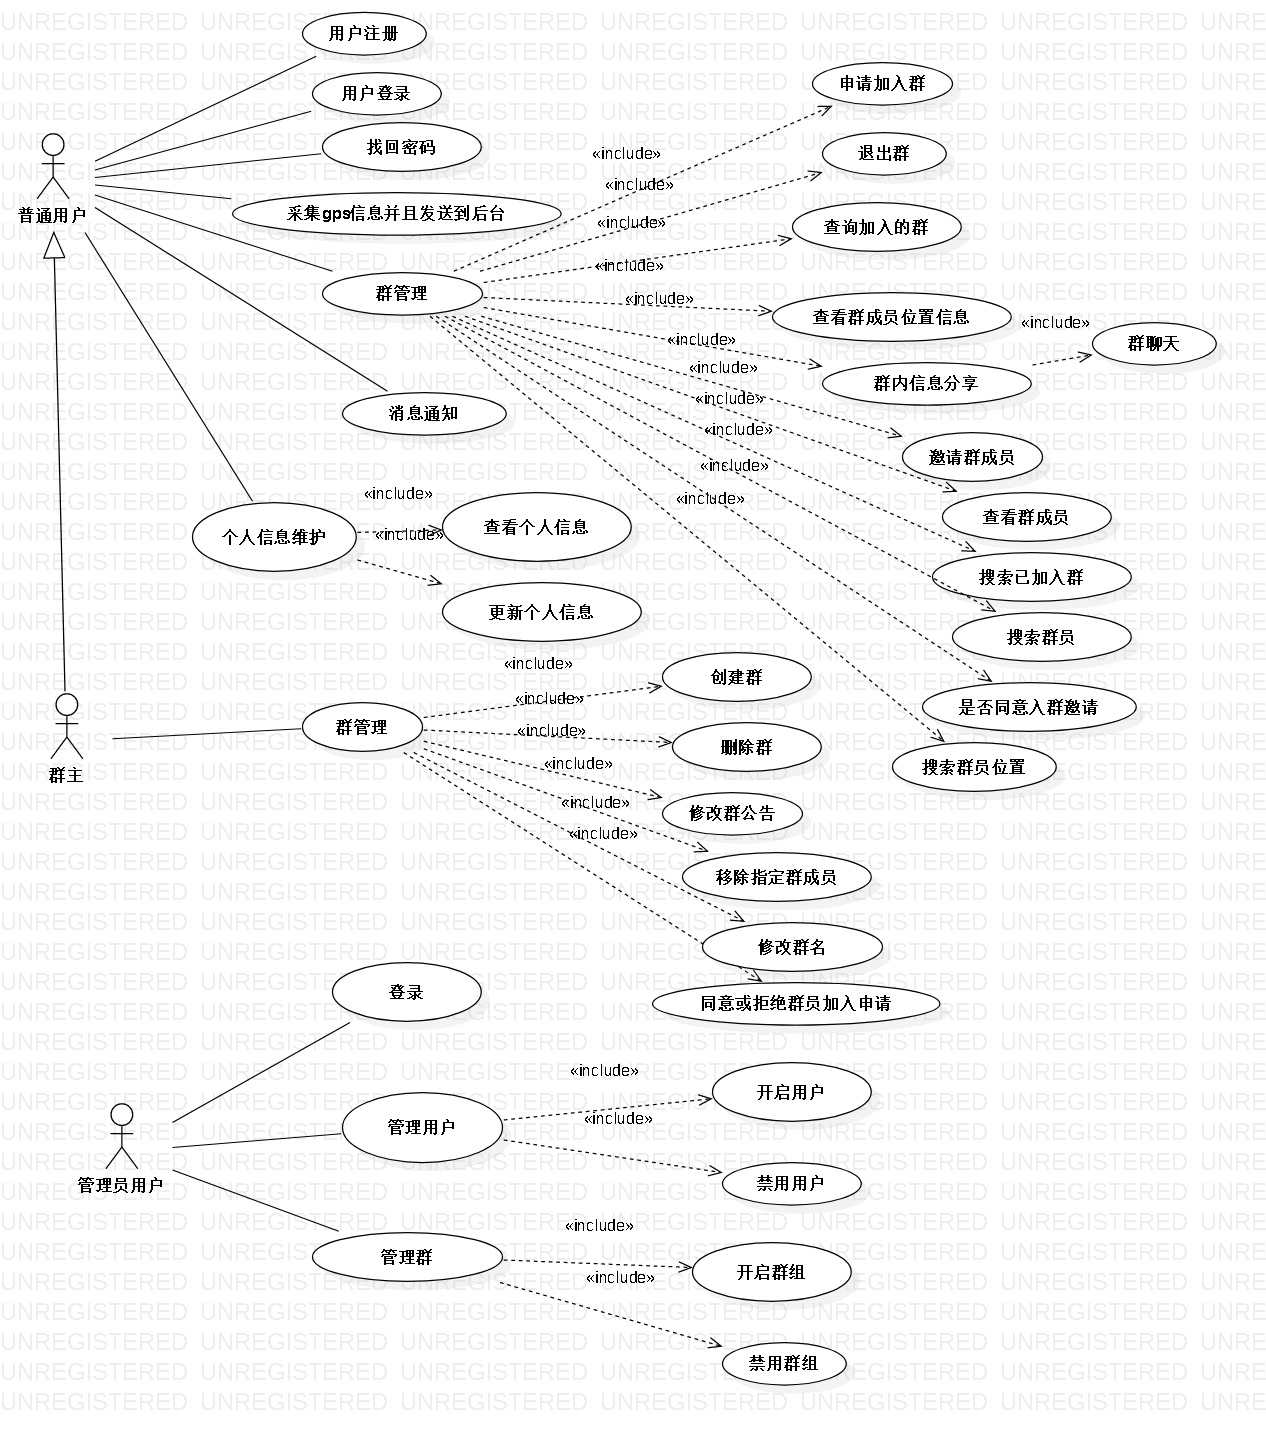 用户注册
用户登录
申请加入群
找回密码
«include»
退出群
«include»
普通用户
采集gps信息并且发送到后台
«include»
查询加入的群
«include»
群管理
«include»
查看群成员位置信息
«include»
«include»
群聊天
«include»
群内信息分享
«include»
消息通知
«include»
邀请群成员
«include»
«include»
«include»
查看个人信息
查看群成员
个人信息维护
«include»
搜索已加入群
更新个人信息
搜索群员
«include»
创建群
«include»
是否同意入群邀请
群管理
«include»
删除群
«include»
搜索群员位置
群主
«include»
修改群公告
«include»
移除指定群成员
修改群名
登录
同意或拒绝群员加入申请
«include»
开启用户
«include»
管理用户
管理员用户
禁用用户
«include»
管理群
开启群组
«include»
禁用群组